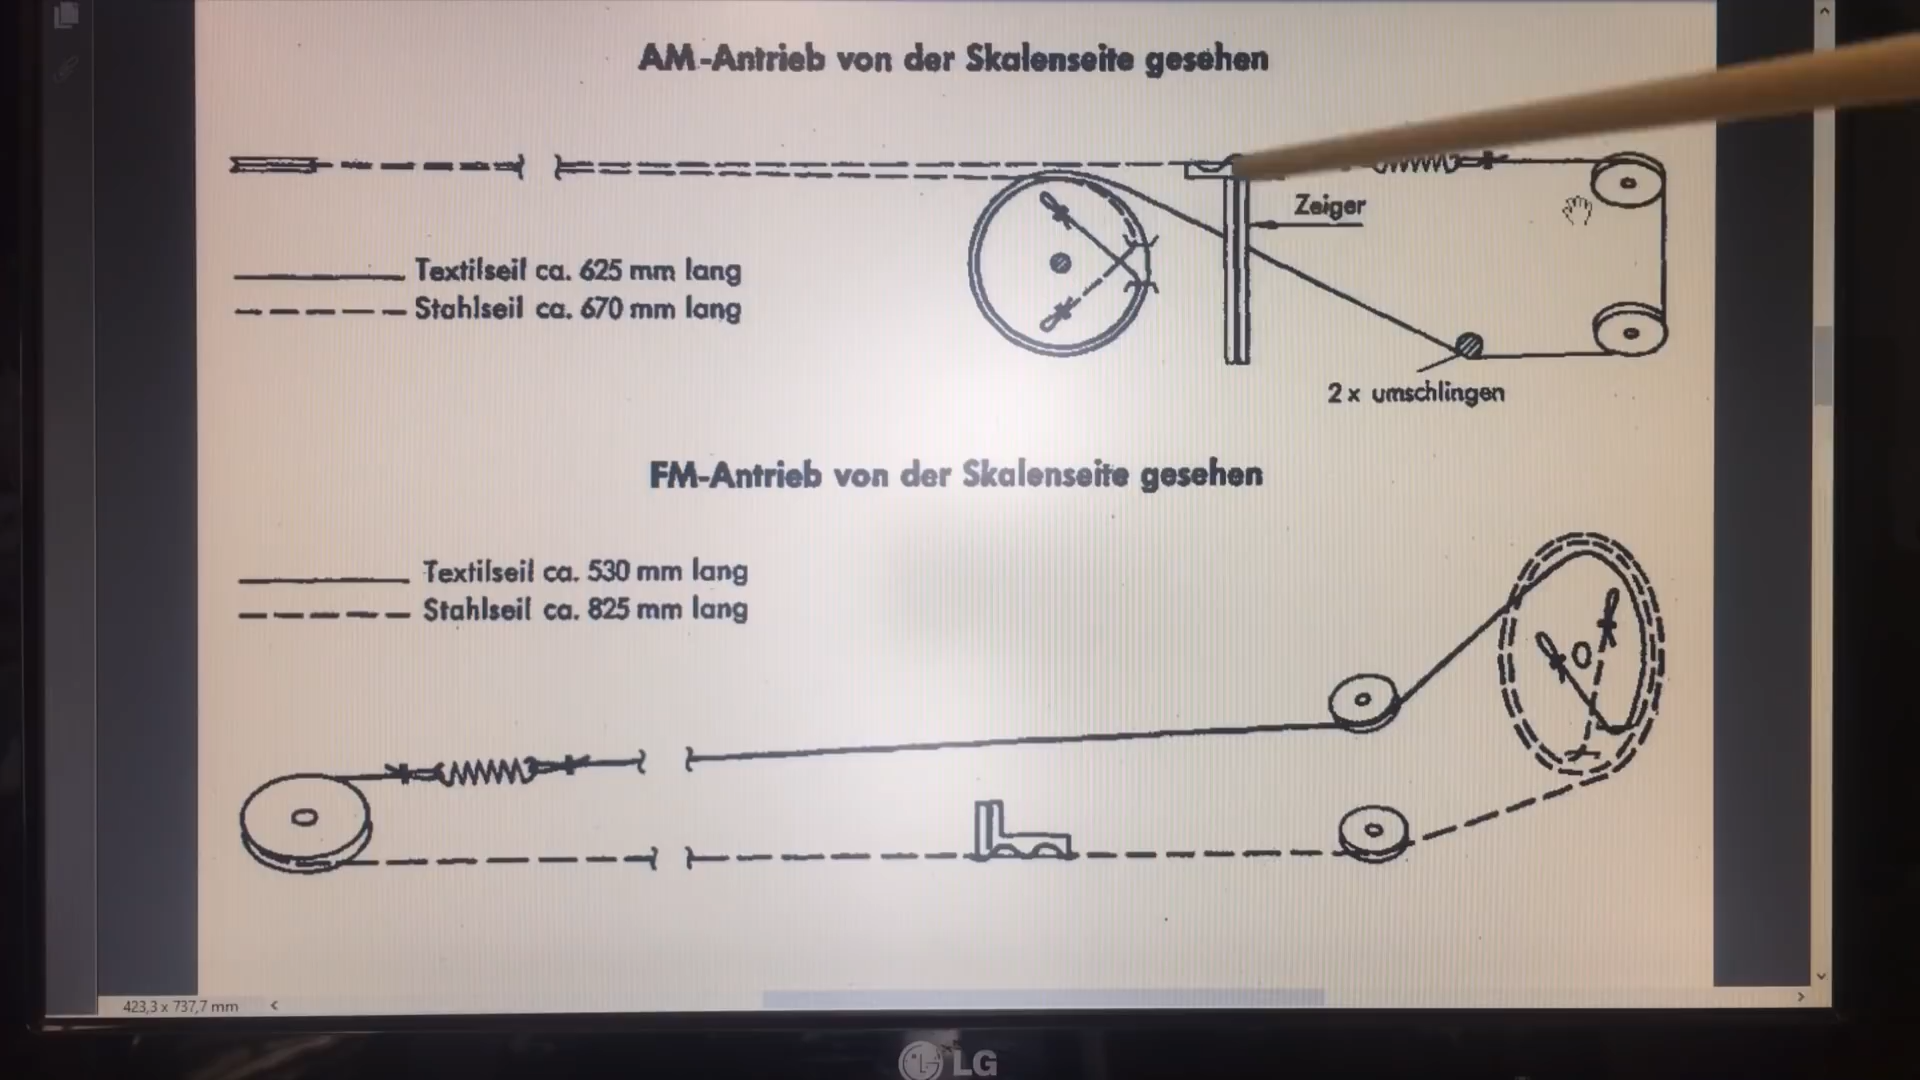 AM-Antrieb von der Skalenseite gesehen
Zeiger
Textilseil ca. 625 mm lang
Stahlseil ca. 670 mm lang
2 x umschlingen
FM-Antrieb von der Skalenseite gesehen
Textilseil ca. 530 mm lang
Stahlseil ca. 825 mm lang
423,3 x 737,7 mm
LG